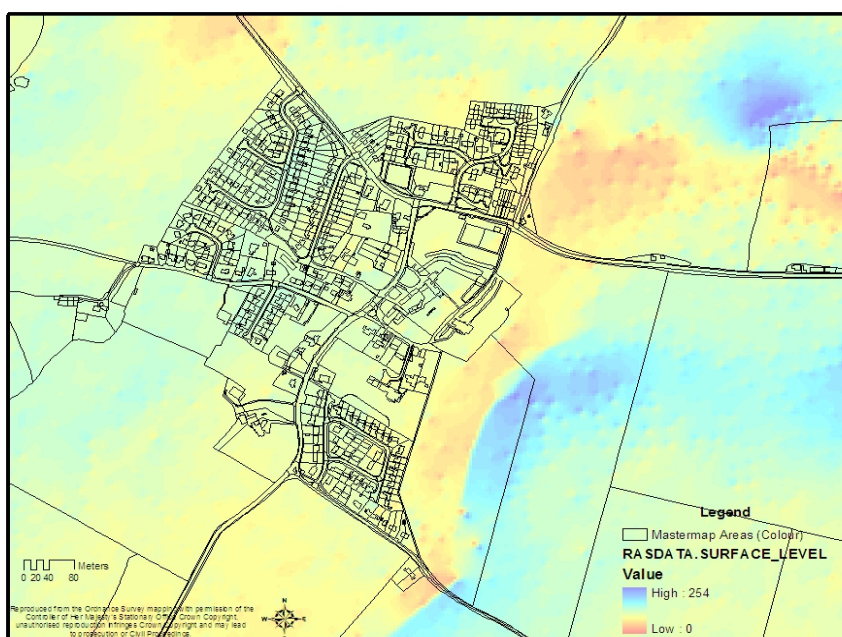 Legend
Mastermap Areas (Colour)
RASDATA.SURFACE_LEVEL
Value
High : 254
Low : 0
Meters
0 20 40 80
N
W E
S
Reproduced from the Ordnance Survey mapping with permission of the
Controller of Her Majesty's Stationary Office Crown Copyright,
unauthorised reproduction infringes Crown Copyright and may lead
to prosecution or Civil Proceedings.